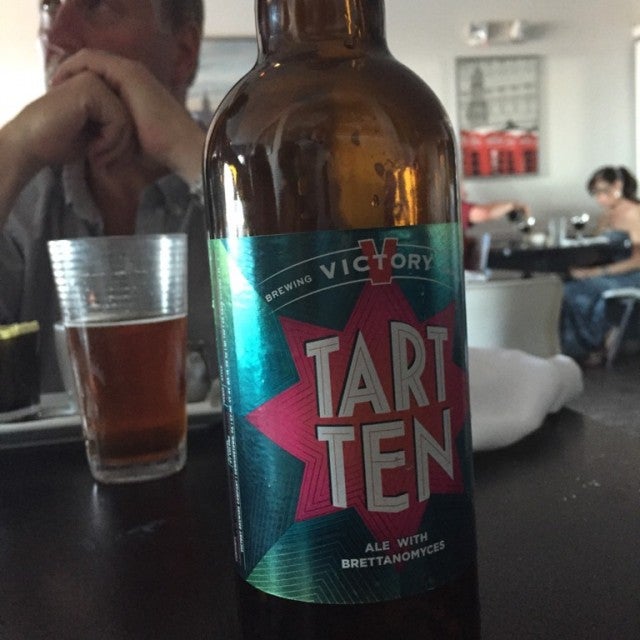 BREWING VICTORY
V
TART
TEN
ALE WITH
BRETTANOMYCES